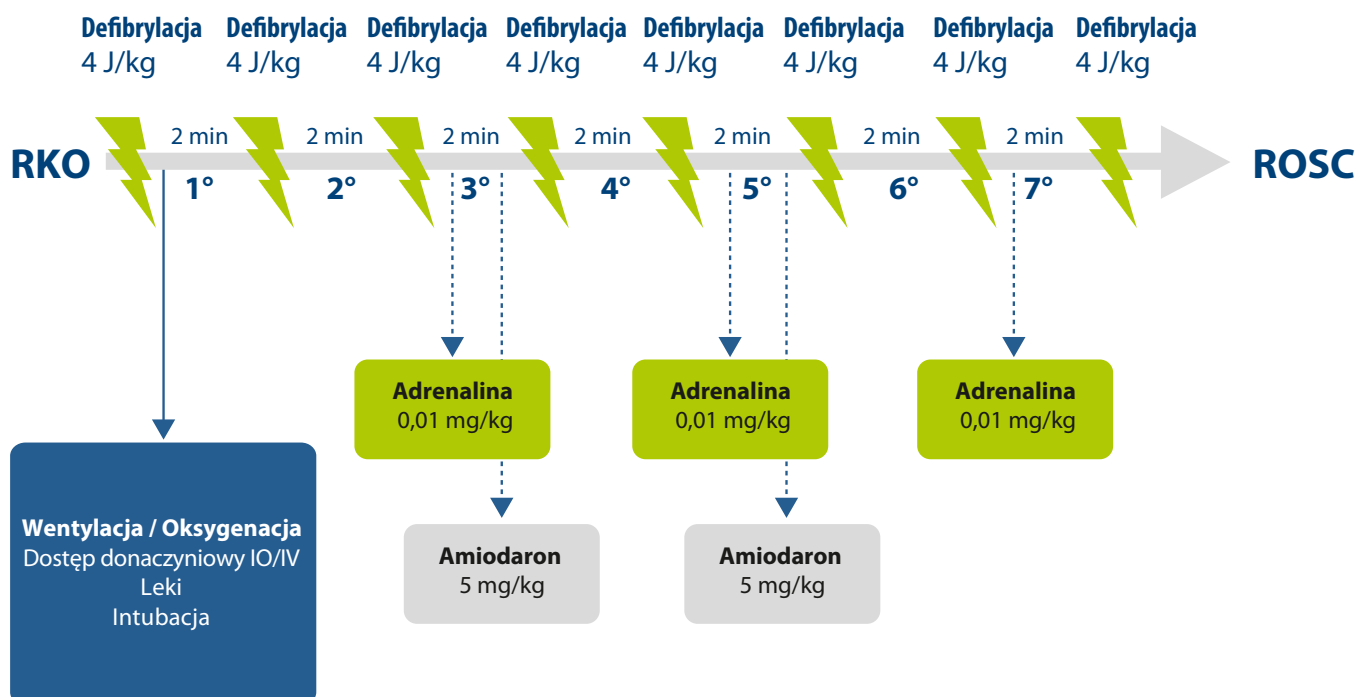 Defibrylacja Defibrylacja Defibrylacja Defibrylacja Defibrylacja Defibrylacja Defibrylacja Defibrylacja
4 J/kg 4 J/kg 4 J/kg 4 J/kg 4 J/kg 4 J/kg 4 J/kg 4 J/kg
2 min 2 min 2 min 2 min 2 min 2 min 2 min
RKO ROSC
1° 2° 3° 4° 5° 6° 7°
Adrenalina
0,01 mg/kg
Adrenalina
0,01 mg/kg
Adrenalina
0,01 mg/kg
Wentylacja / Oksygenacja
Dostęp donaczyniowy IO/IV
Leki
Intubacja
Amiodaron
5 mg/kg
Amiodaron
5 mg/kg